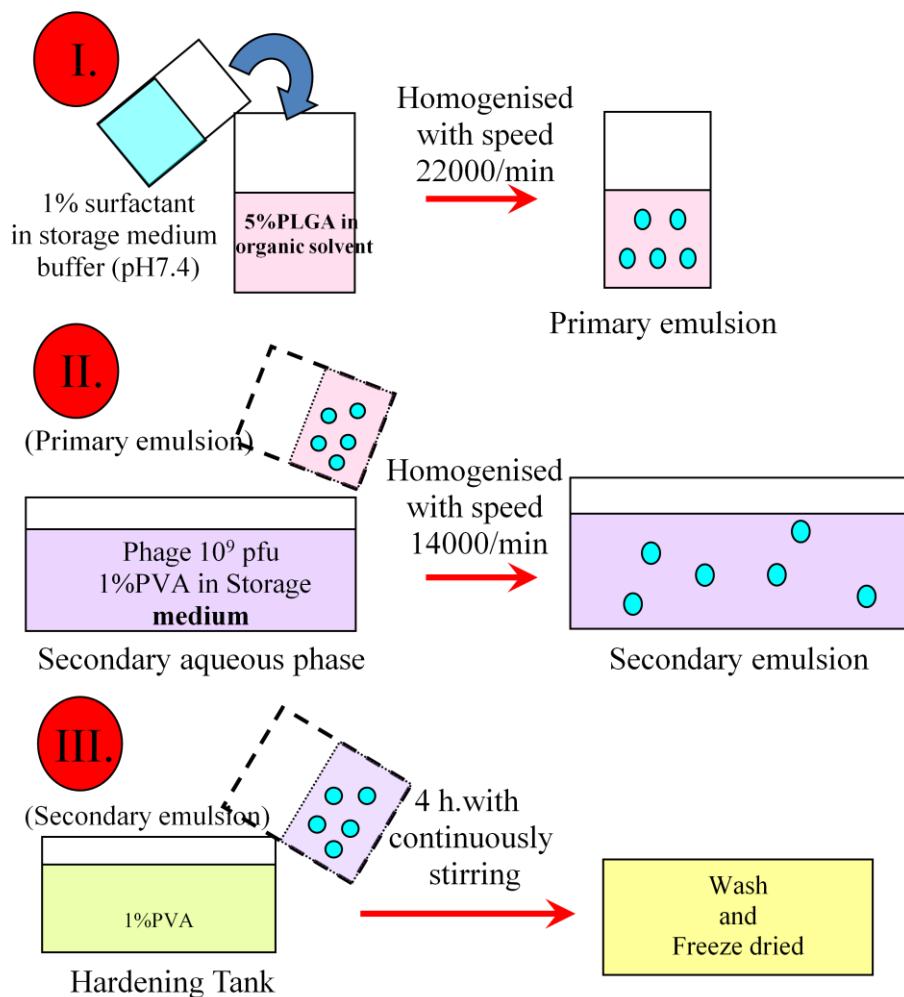 I.
1% surfactant
in storage medium
buffer (pH7.4)
5%PLGA in
organic solvent
Homogenised
with speed
22000/min
Primary emulsion
II.
(Primary emulsion)
Phage 10⁹ pfu
1%PVA in Storage
medium
Secondary aqueous phase
Homogenised
with speed
14000/min
Secondary emulsion
III.
(Secondary emulsion)
1%PVA
Hardening Tank
4 h.with
continuously
stirring
Wash
and
Freeze dried